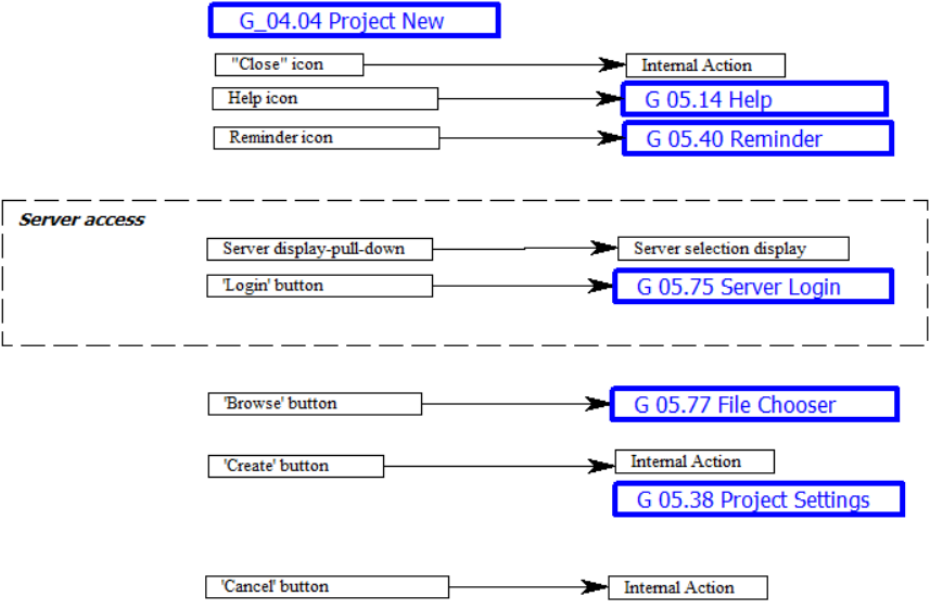 G_04.04 Project New
"Close" icon
Internal Action
Help icon
G 05.14 Help
Reminder icon
G 05.40 Reminder
Server access
Server display-pull-down
Server selection display
'Login' button
G 05.75 Server Login
'Browse' button
G 05.77 File Chooser
'Create' button
Internal Action
G 05.38 Project Settings
'Cancel' button
Internal Action